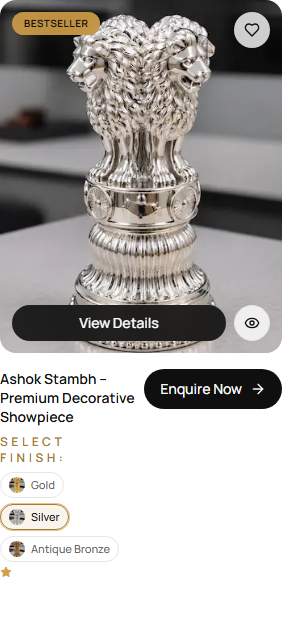 BESTSELLER
View Details
Ashok Stambh –
Premium Decorative
Showpiece
Enquire Now
SELECT
FINISH:
Gold
Silver
Antique Bronze